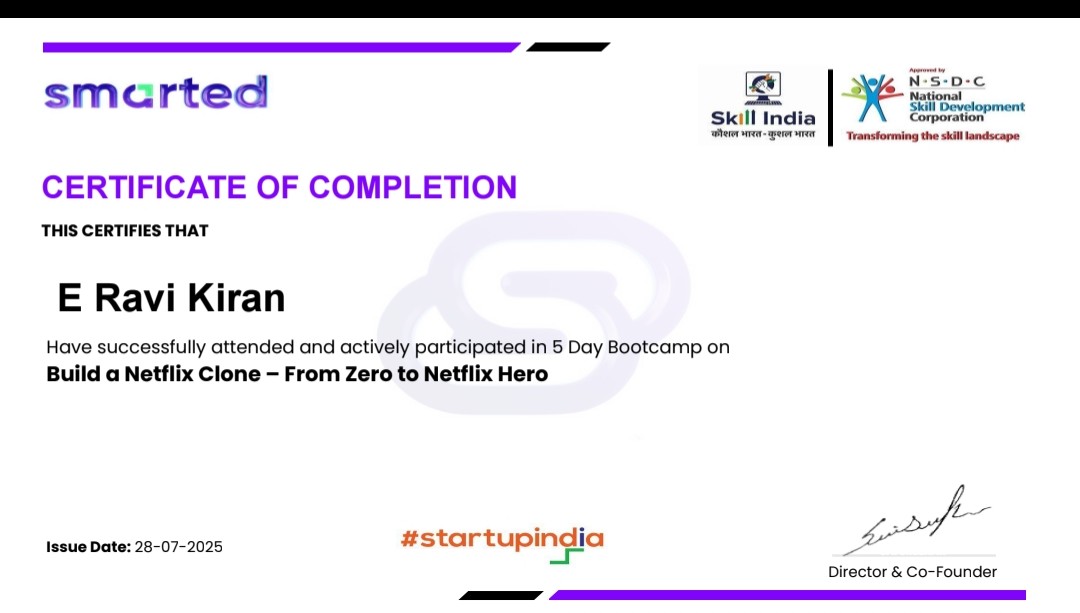 smarted
Skill India
कौशल भारत - कुशल भारत
Approved by
N·S·D·C
National
Skill Development
Corporation
Transforming the skill landscape
CERTIFICATE OF COMPLETION
THIS CERTIFIES THAT
E Ravi Kiran
Have successfully attended and actively participated in 5 Day Bootcamp on
Build a Netflix Clone – From Zero to Netflix Hero
Issue Date: 28-07-2025
#startupindia
Director & Co-Founder